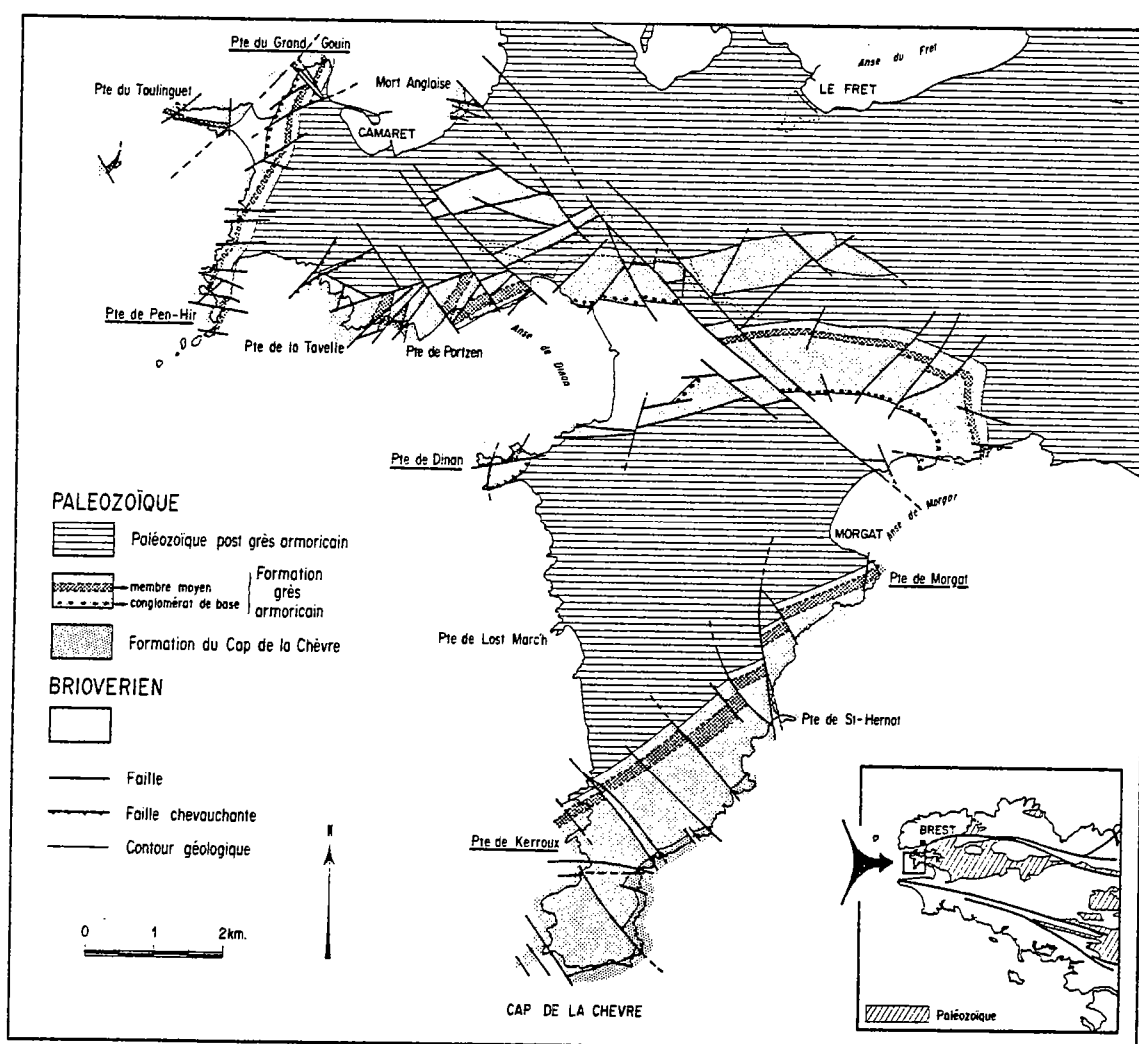 Pte du Grand Gouin
Anse du Fret
Mort Anglaise
Pte du Toulinguet
LE FRET
CAMARET
Pte de Pen-Hir
Pte de la Tavelle
Pte de Portzen
Anse de Dinan
Pte de Dinan
PALEOZOÏQUE
Paléozoïque post grès armoricain
membre moyen
conglomérat de base
Formation
grès
armoricain
Formation du Cap de la Chèvre
BRIOVERIEN
Faille
Faille chevauchante
Contour géologique
N
0 1 2km.
MORGAT
Anse de Morgat
Pte de Morgat
Pte de Lost Marc'h
Pte de St-Hernot
Pte de Kerroux
CAP DE LA CHEVRE
BREST
Paléozoïque